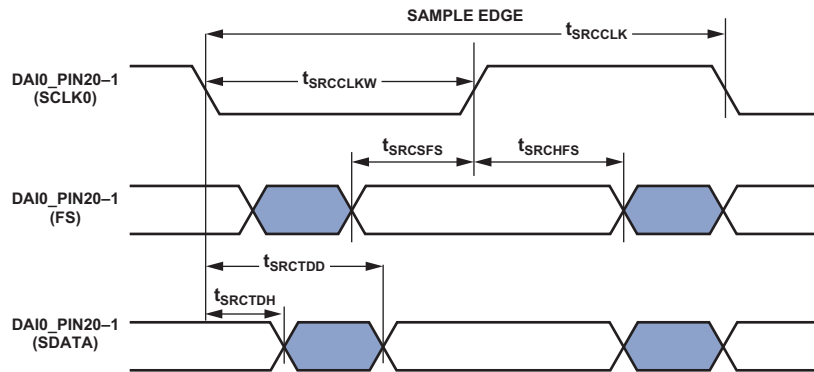 SAMPLE EDGE
tSRCCLK
DAI0_PIN20–1
(SCLK0)
tSRCCLKW
tSRCSFS
tSRCHFS
DAI0_PIN20–1
(FS)
tSRCTDD
tSRCTDH
DAI0_PIN20–1
(SDATA)